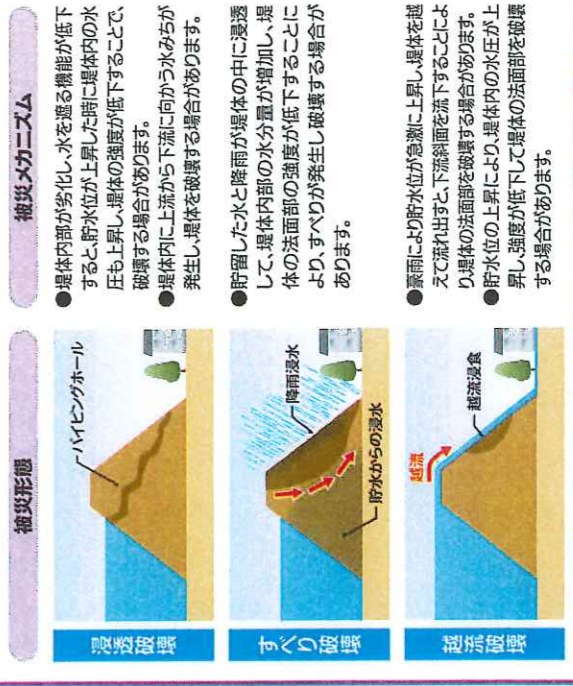 被災形態
被災メカニズム
浸透破壊
パイピングホール
●堤体内部が劣化し、水を遮る機能が低下
すると、貯水位が上昇した時に堤体内の水
圧も上昇し、堤体の強度が低下することで、
破壊する場合があります。
●堤体内に上流から下流に向かう水みちが
発生し、堤体を破壊する場合があります。
すべり破壊
降雨浸水
貯水からの浸水
●貯留した水と降雨が堤体の中に浸透
して、堤体内部の水分量が増加し、堤
体の法面部の強度が低下することに
より、すべりが発生し破壊する場合が
あります。
越流破壊
越流
越流浸食
●豪雨により貯水位が急激に上昇し、堤体を越
えて流れ出すと、下流斜面を流下することによ
り、堤体の法面部を破壊する場合があります。
●貯水位の上昇により、堤体内の水圧が上
昇し、強度が低下して堤体の法面部を破壊
する場合があります。